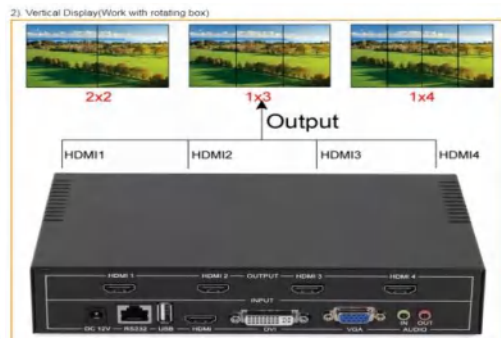 2). Vertical Display(Work with rotating box)
2x2 1x3 1x4
Output
HDMI1 HDMI2 HDMI3 HDMI4
HDMI 1 HDMI 2 OUTPUT HDMI 3 HDMI 4
INPUT
DC 12V RS232 USB HDMI DVI VGA IN OUT
AUDIO